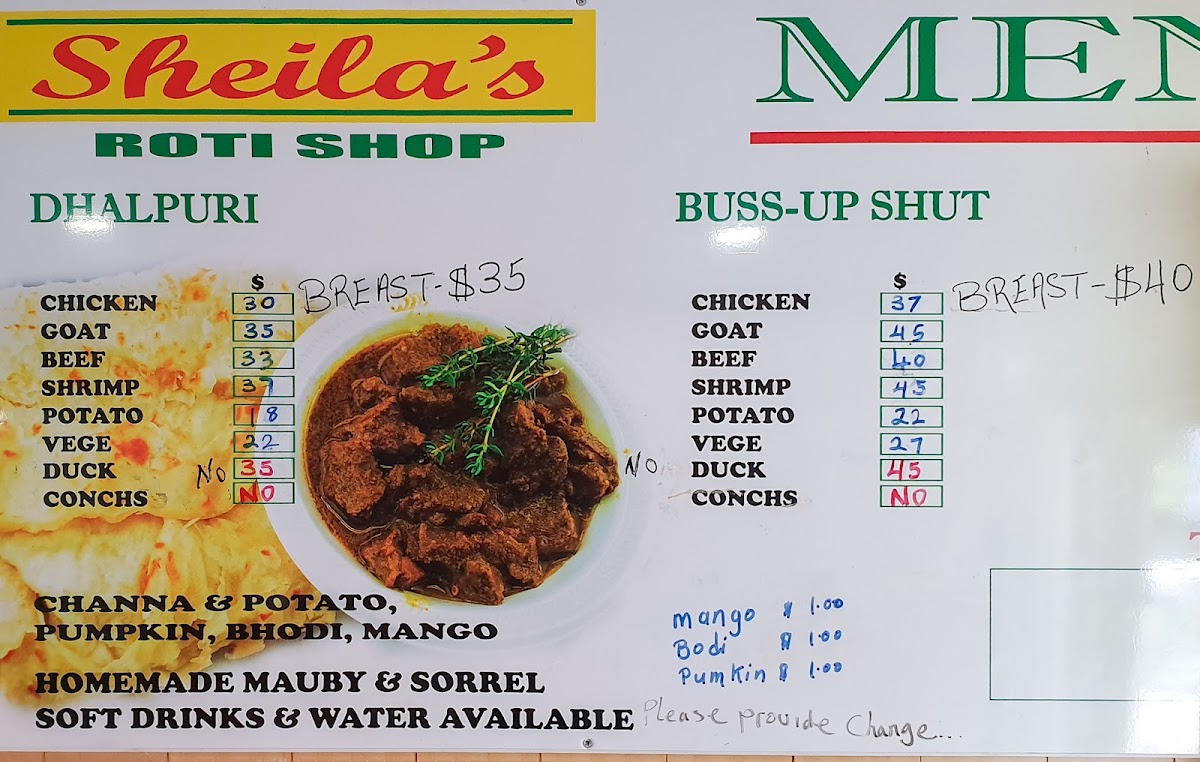 Sheila's
ROTI SHOP
MEN
DHALPURI
$
CHICKEN 30 BREAST-$35
GOAT 35
BEEF 33
SHRIMP 37
POTATO 18
VEGE 22
DUCK NO 35
CONCHS NO
CHANNA & POTATO,
PUMPKIN, BHODI, MANGO
HOMEMADE MAUBY & SORREL
SOFT DRINKS & WATER AVAILABLE
BUSS-UP SHUT
$
CHICKEN 37 BREAST-$40
GOAT 45
BEEF 40
SHRIMP 45
POTATO 22
VEGE 27
NO DUCK 45
CONCHS NO
mango $ 1.00
Bodi $ 1.00
Pumkin $ 1.00
Please provide Change...